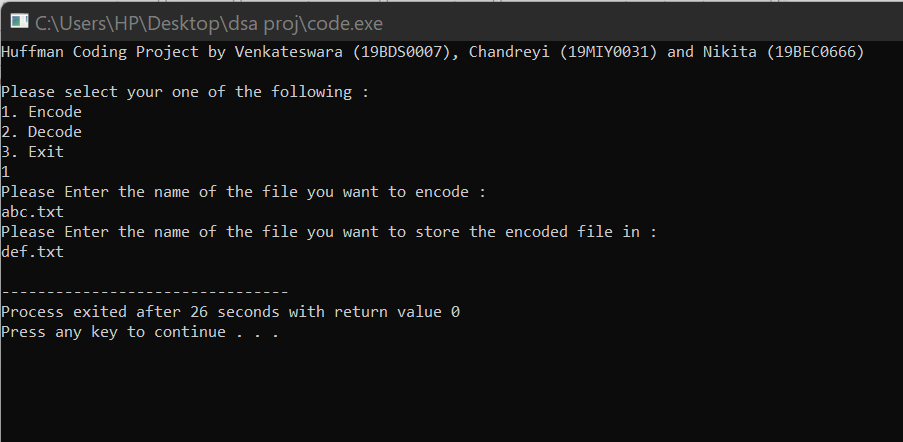 C:\Users\HP\Desktop\dsa proj\code.exe
Huffman Coding Project by Venkateswara (19BDS0007), Chandreyi (19MIY0031) and Nikita (19BEC0666)
Please select your one of the following :
1. Encode
2. Decode
3. Exit
1
Please Enter the name of the file you want to encode :
abc.txt
Please Enter the name of the file you want to store the encoded file in :
def.txt
--------------------------------
Process exited after 26 seconds with return value 0
Press any key to continue . . .